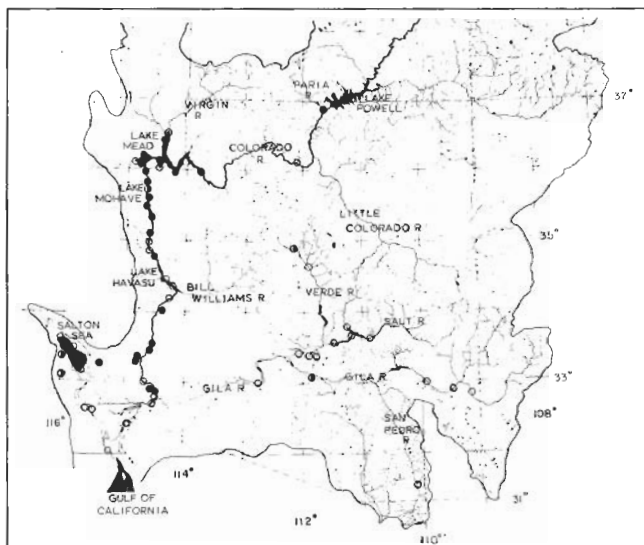 PARIA
R
37°
LAKE
POWELL
VIRGIN
R
LAKE
MEAD
COLORADO
R
LAKE
MOHAVE
LITTLE
COLORADO R
35°
LAKE
HAVASU
BILL
WILLIAMS R
VERDE R
SALT R
SALTON
SEA
33°
GILA R
GILA R
108°
116°
SAN
PEDRO
R
114°
31°
GULF OF
CALIFORNIA
112°
110°